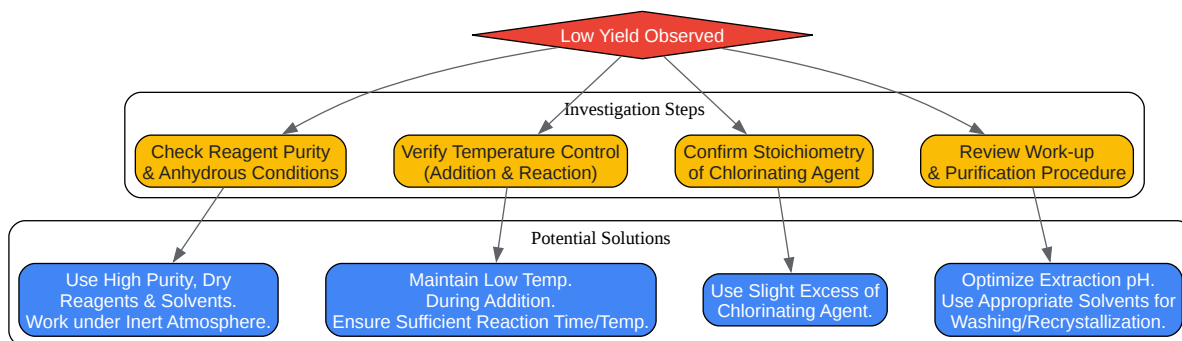 Low Yield Observed
Investigation Steps
Check Reagent Purity
& Anhydrous Conditions
Verify Temperature Control
(Addition & Reaction)
Confirm Stoichiometry
of Chlorinating Agent
Review Work-up
& Purification Procedure
Potential Solutions
Use High Purity, Dry
Reagents & Solvents.
Work under Inert Atmosphere.
Maintain Low Temp.
During Addition.
Ensure Sufficient Reaction Time/Temp.
Use Slight Excess of
Chlorinating Agent.
Optimize Extraction pH.
Use Appropriate Solvents for
Washing/Recrystallization.